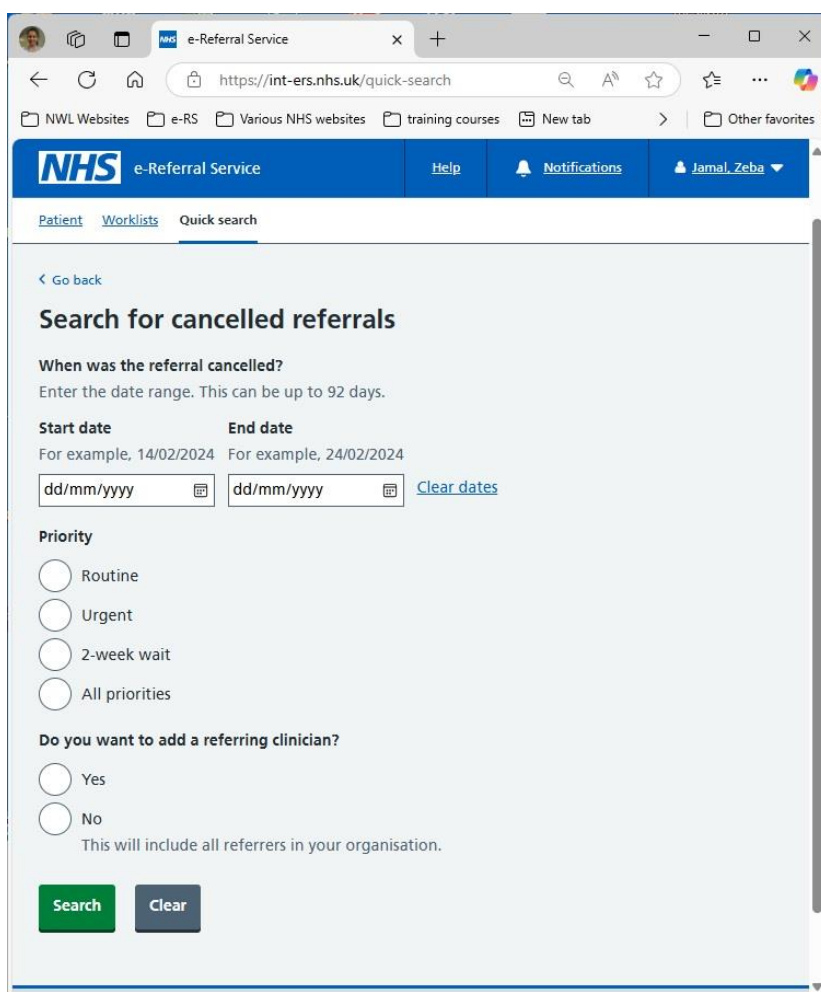 NHS e-Referral Service
https://int-ers.nhs.uk/quick-search
NWL Websites e-RS Various NHS websites training courses New tab Other favorites
NHS e-Referral Service Help Notifications Jamal, Zeba
Patient Worklists Quick search
Go back
Search for cancelled referrals
When was the referral cancelled?
Enter the date range. This can be up to 92 days.
Start date End date
For example, 14/02/2024 For example, 24/02/2024
dd/mm/yyyy dd/mm/yyyy Clear dates
Priority
Routine
Urgent
2-week wait
All priorities
Do you want to add a referring clinician?
Yes
No
This will include all referrers in your organisation.
Search Clear